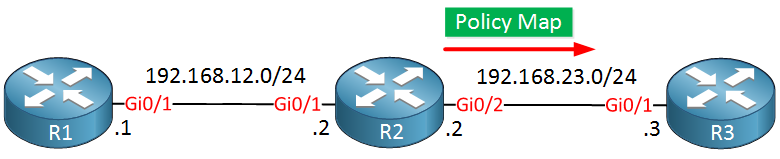 Policy Map
192.168.12.0/24
192.168.23.0/24
Gi0/1
Gi0/1
Gi0/2
Gi0/1
R1
.1
.2
R2
.2
.3
R3